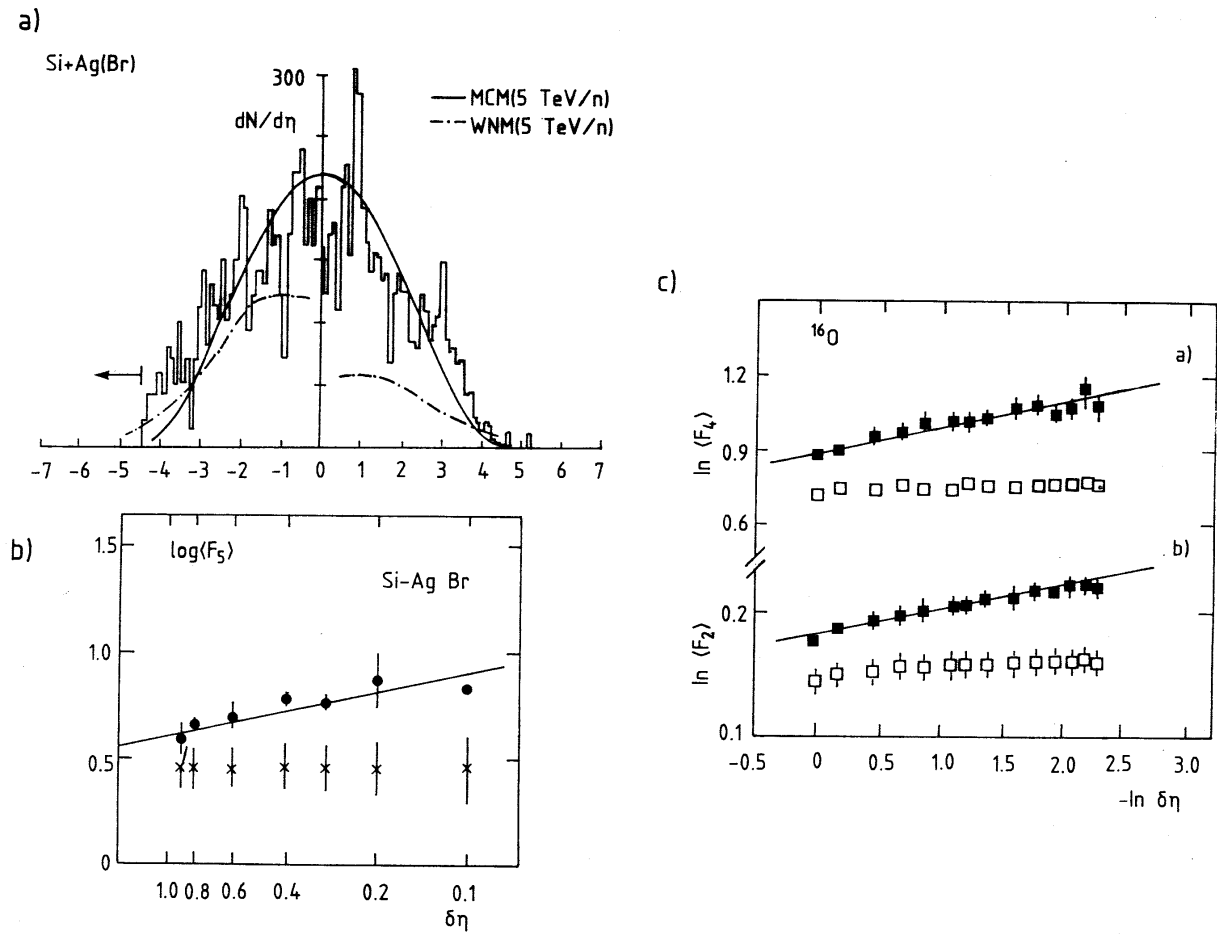 a)
Si+Ag(Br)
300
dN/dη
MCM(5 TeV/n)
WNM(5 TeV/n)
-7 -6 -5 -4 -3 -2 -1 0 1 2 3 4 5 6 7
b)
log⟨F₅⟩
Si-Ag Br
1.5
1.0
0.5
0
1.0 0.8 0.6 0.4 0.2 0.1
δη
c)
¹⁶O
a)
1.2
0.9
0.6
ln ⟨F₄⟩
b)
0.2
0.1
ln ⟨F₂⟩
-0.5 0 0.5 1.0 1.5 2.0 2.5 3.0
-ln δη